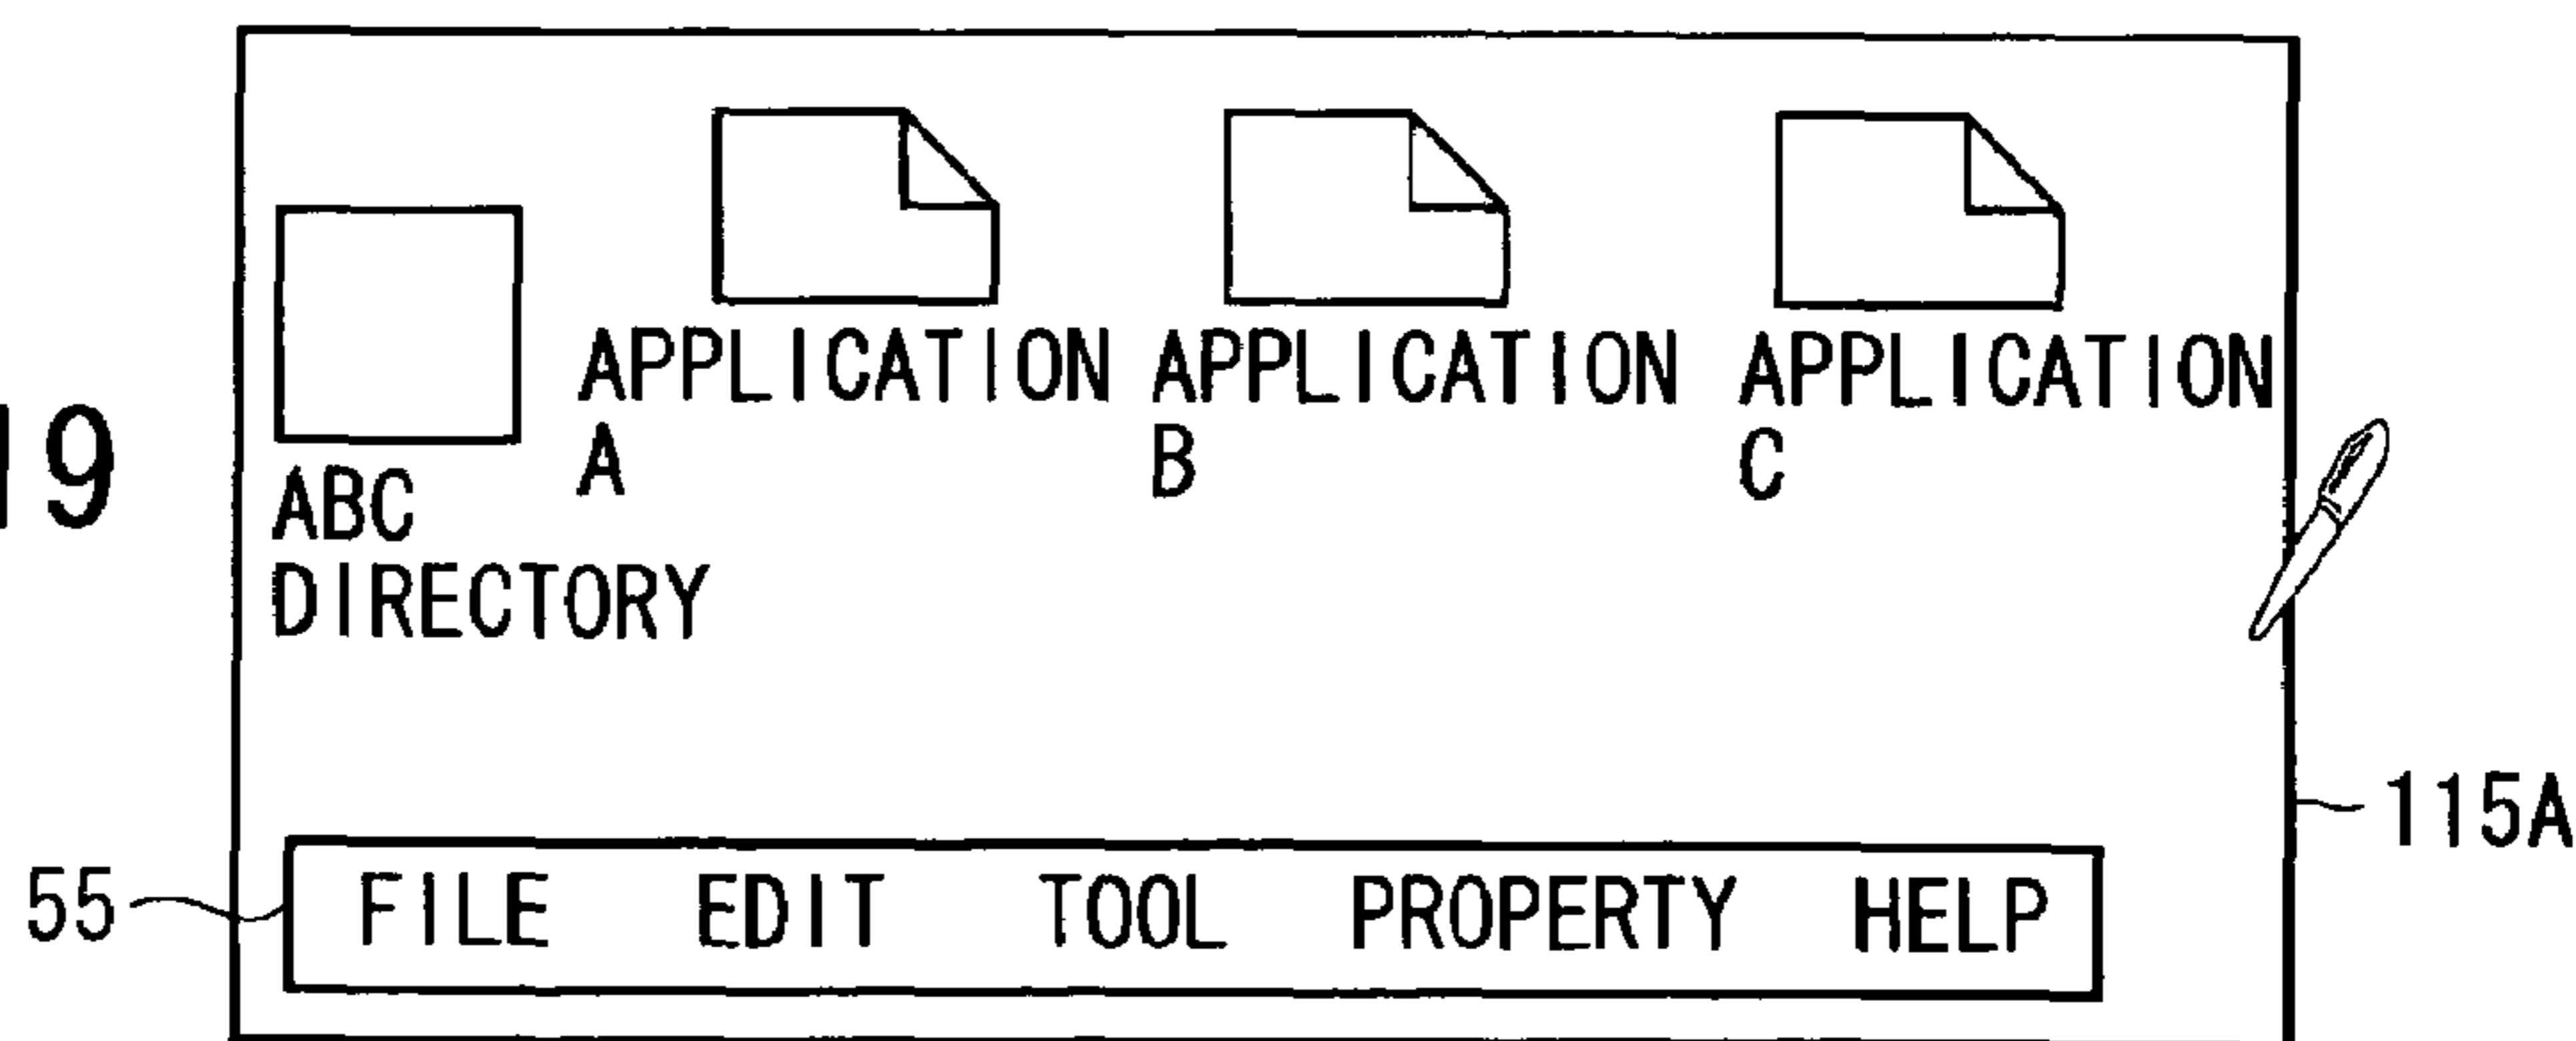 19
APPLICATION APPLICATION APPLICATION
A B C
ABC
DIRECTORY
115A
55
FILE EDIT TOOL PROPERTY HELP